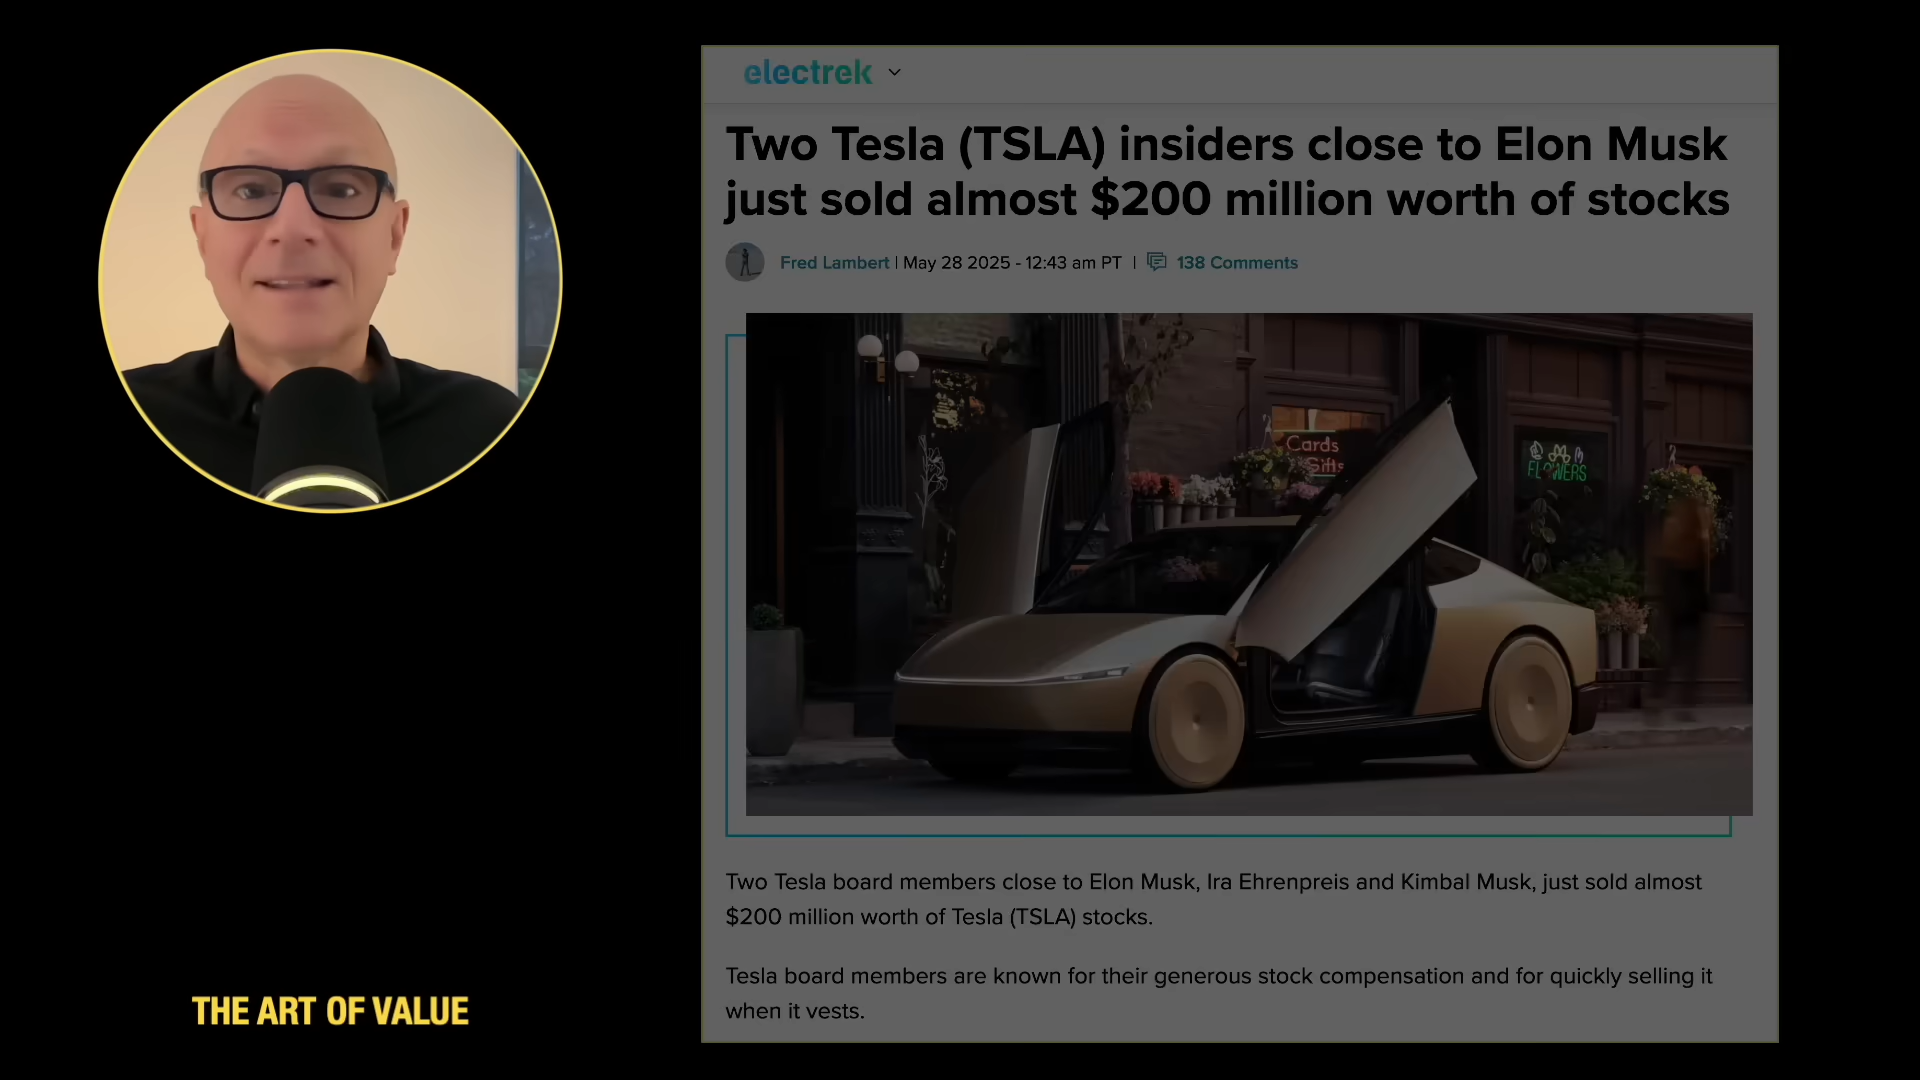 electrek
Two Tesla (TSLA) insiders close to Elon Musk
just sold almost $200 million worth of stocks
Fred Lambert | May 28 2025 - 12:43 am PT | 138 Comments
Cards
Gifts
FLOWERS
Two Tesla board members close to Elon Musk, Ira Ehrenpreis and Kimbal Musk, just sold almost
$200 million worth of Tesla (TSLA) stocks.
Tesla board members are known for their generous stock compensation and for quickly selling it
when it vests.
THE ART OF VALUE